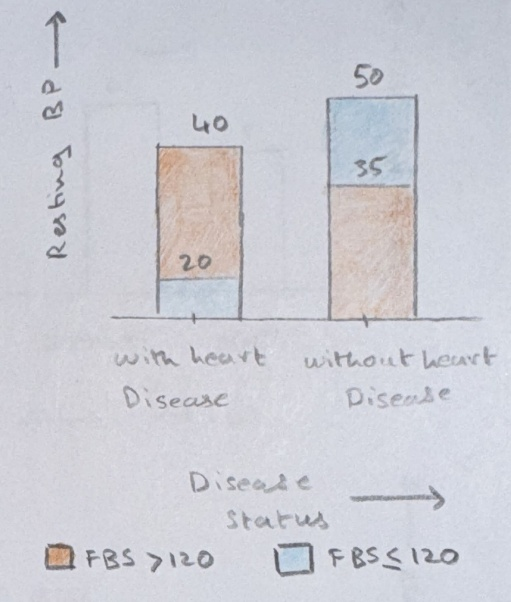 Resting BP
50
40
35
20
with heart
Disease
without heart
Disease
Disease
Status
FBS >120
FBS ≤ 120